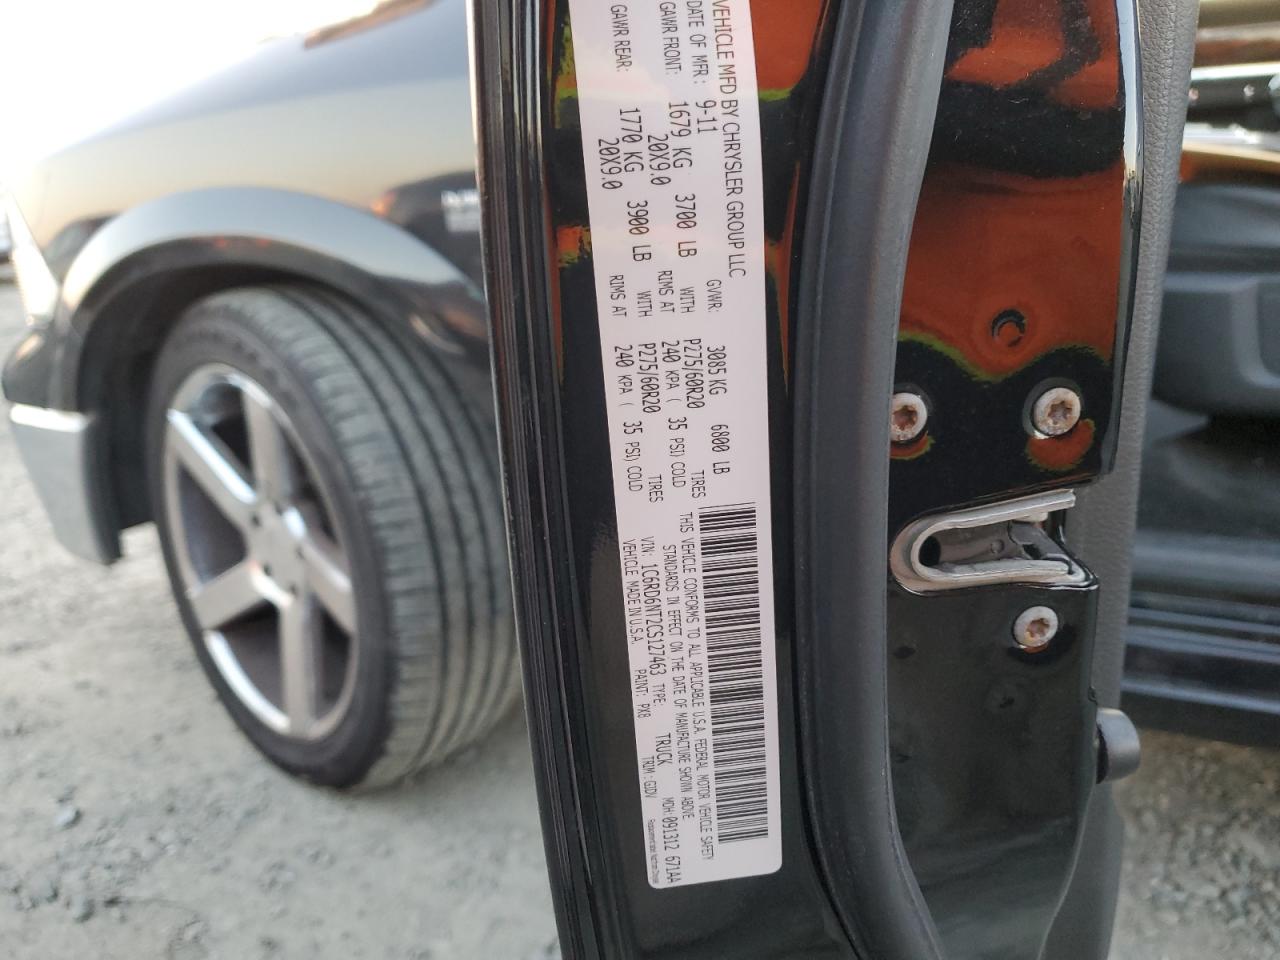 VEHICLE MFD BY CHRYSLER GROUP LLC
DATE OF MFR: 9-11 GVWR: 3085 KG 6800 LB
GAWR FRONT: 1679 KG 3700 LB WITH P275/60R20 TIRES
20X9.0 RIMS AT 240 KPA ( 35 PSI) COLD
GAWR REAR: 1770 KG 3900 LB WITH P275/60R20 TIRES
20X9.0 RIMS AT 240 KPA ( 35 PSI) COLD
THIS VEHICLE CONFORMS TO ALL APPLICABLE U.S.A. FEDERAL MOTOR VEHICLE SAFETY
STANDARDS IN EFFECT ON THE DATE OF MANUFACTURE SHOWN ABOVE.
VIN: 1C6RD6NT2CS127463 TYPE: TRUCK MDH: 091312 671AA
VEHICLE MADE IN U.S.A. PAINT: PX8 TRIM: GIDV